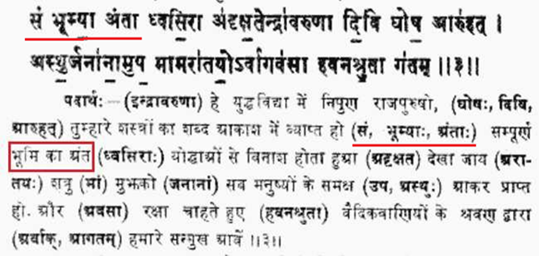 सं भूम्या अंता ध्वसिरा अदृक्षतेन्द्रावरुणा दिवि घोष आरुहत् ।
अस्थुर्जनानामुप मामरातयोऽर्वागवसा हवनश्रुता गतम् ॥३॥
पदार्थः—(इन्द्रावरुणा) हे युद्धविद्या में निपुण राजपुरुषो, (घोषः, दिवि,
आरुहत्) तुम्हारे शस्त्रों का शब्द आकाश में व्याप्त हो (सं, भूम्याः, अंताः) सम्पूर्ण
भूमि का अंत (ध्वसिराः) योद्धाओं से विनाश होता हुआ (अदृक्षत) देखा जाय (अरा-
तयः) शत्रु (मां) मुझको (जनानां) सब मनुष्यों के समक्ष (उप, अस्थुः) आकर प्राप्त
हो. और (अवसा) रक्षा चाहते हुए (हवनश्रुता) वैदिकवाणियों के श्रवण द्वारा
(अर्वाक्, आगतम्) हमारे सम्मुख आवें ॥३॥